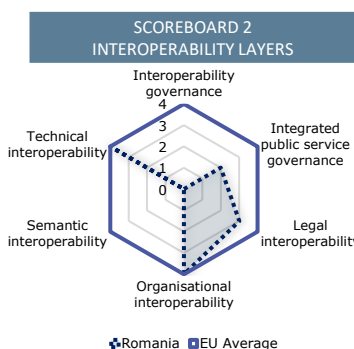 SCOREBOARD 2
INTEROPERABILITY LAYERS
Interoperability
governance
4
3
2
1
0
Integrated
public service
governance
Legal
interoperability
Organisational
interoperability
Semantic
interoperability
Technical
interoperability
Romania EU Average